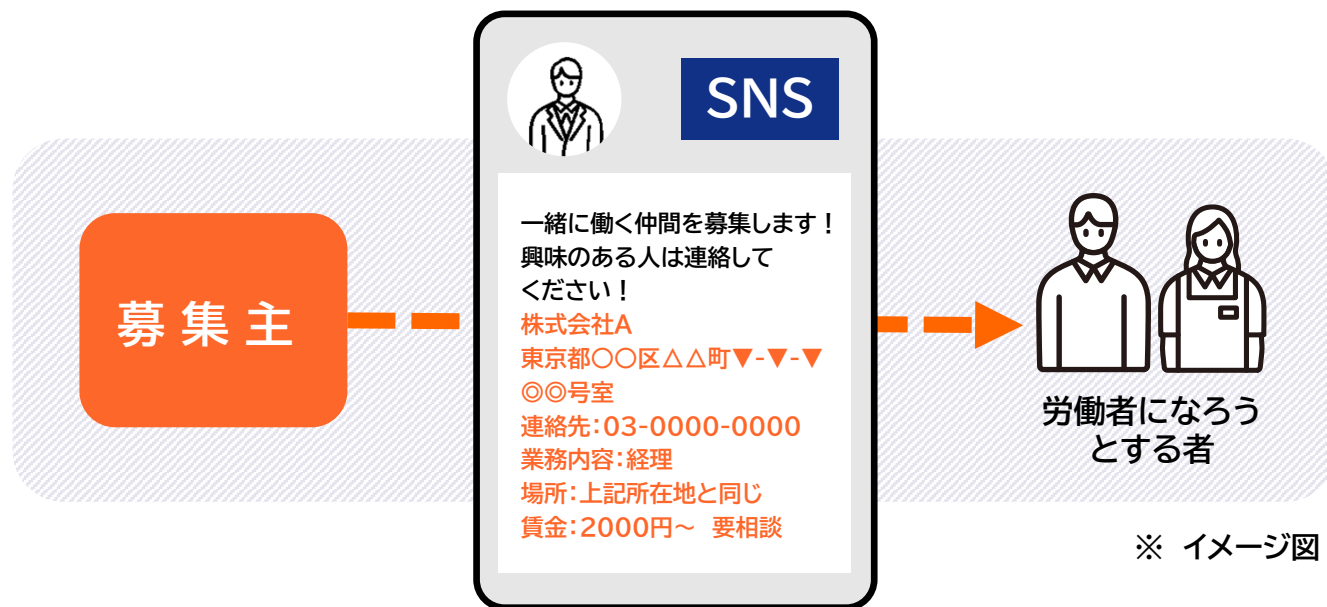 SNS
募集主
一緒に働く仲間を募集します！
興味のある人は連絡して
ください！
株式会社A
東京都〇〇区△△町▼-▼-▼
◎◎号室
連絡先：03-0000-0000
業務内容：経理
場所：上記所在地と同じ
賃金：2000円～　要相談
労働者になろう
とする者
※　イメージ図